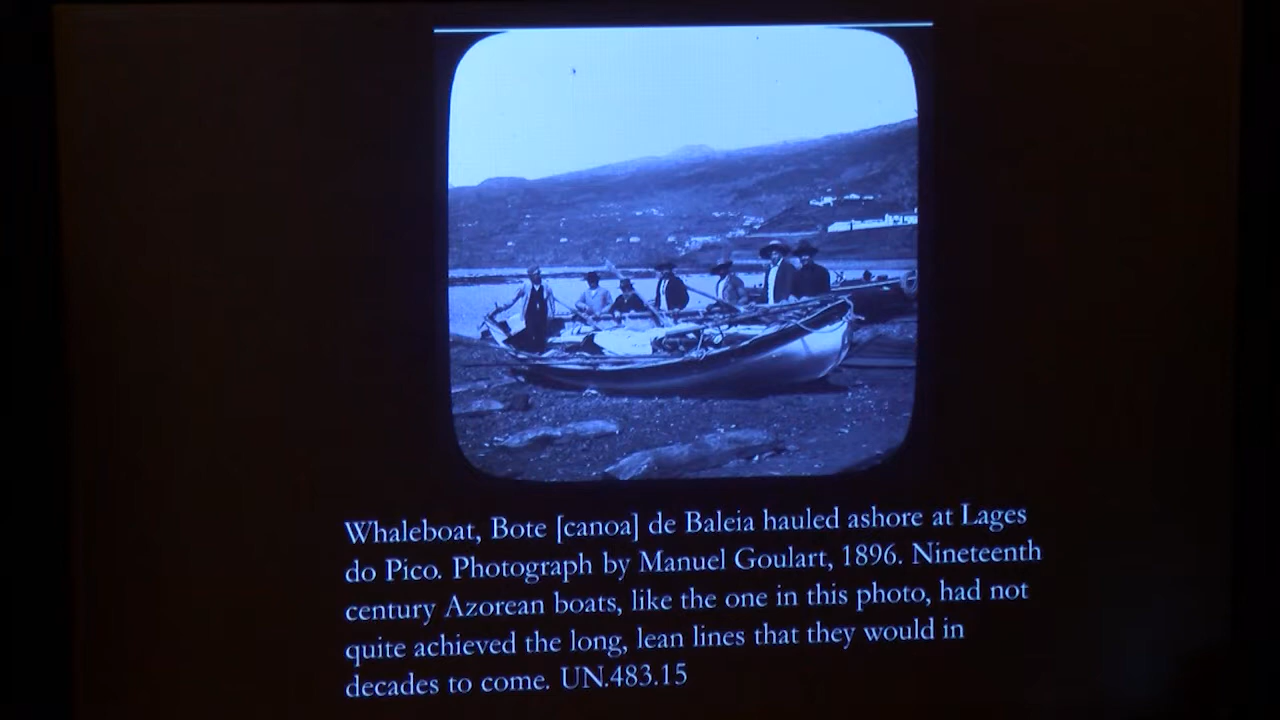 Whaleboat, Bote [canoa] de Baleia hauled ashore at Lages
do Pico. Photograph by Manuel Goulart, 1896. Nineteenth
century Azorean boats, like the one in this photo, had not
quite achieved the long, lean lines that they would in
decades to come. UN.483.15